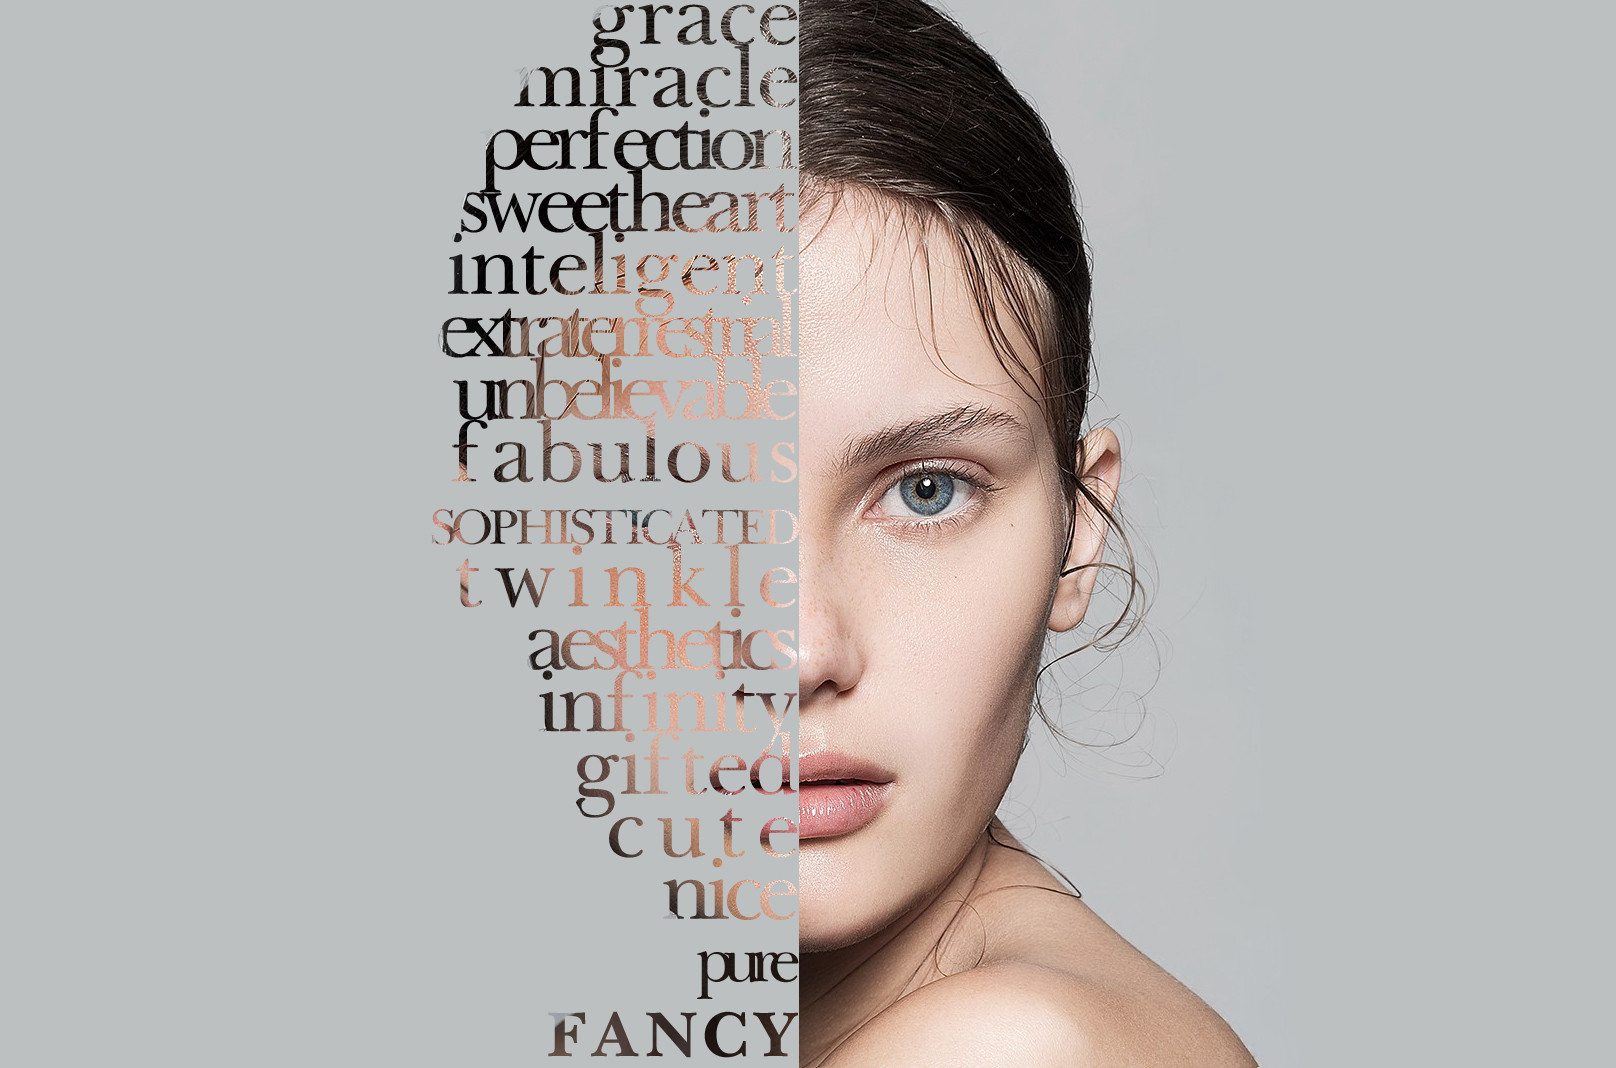 grace
miracle
perfection
sweetheart
inteligent
extraterrestrial
unbelievable
fabulous
SOPHISTICATED
twinkle
aesthetics
infinity
gifted
cute
nice
pure
FANCY